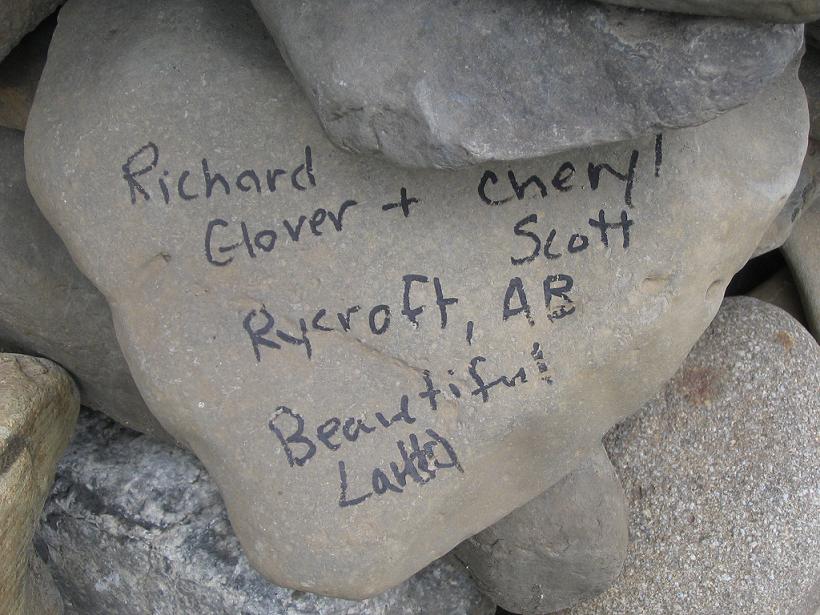 Richard cheryl
Glover + Scott
Rycroft, AB
Beautiful